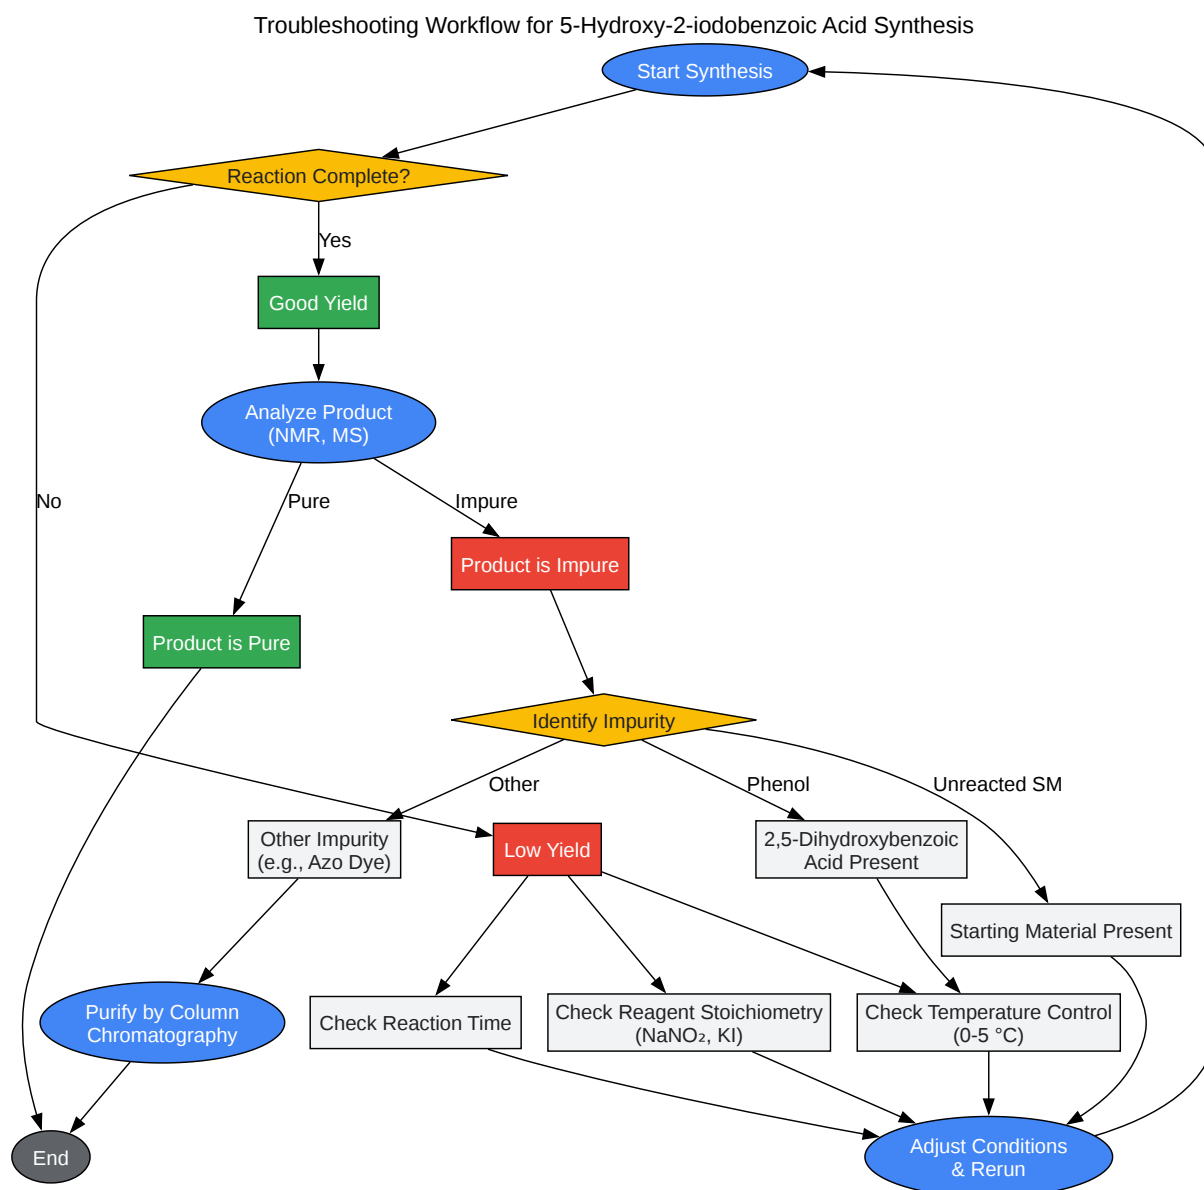 Troubleshooting Workflow for 5-Hydroxy-2-iodobenzoic Acid Synthesis
Start Synthesis
Reaction Complete?
Yes
Good Yield
Analyze Product
(NMR, MS)
No
Pure
Impure
Product is Impure
Product is Pure
Identify Impurity
Other
Phenol
Unreacted SM
Other Impurity
(e.g., Azo Dye)
Low Yield
2,5-Dihydroxybenzoic
Acid Present
Starting Material Present
Purify by Column
Chromatography
Check Reaction Time
Check Reagent Stoichiometry
(NaNO₂, KI)
Check Temperature Control
(0-5 °C)
End
Adjust Conditions
& Rerun